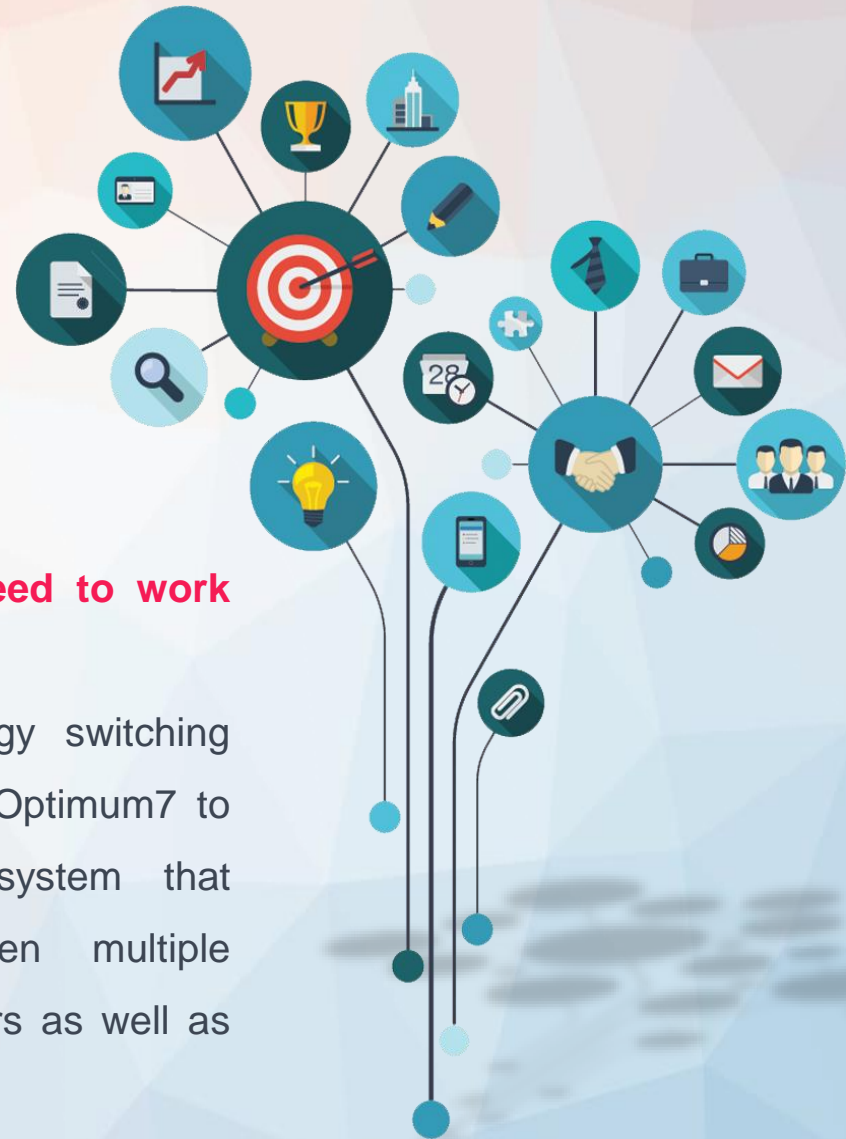 28
eed to work
gy switching
Optimum7 to
system that
en multiple
rs as well as